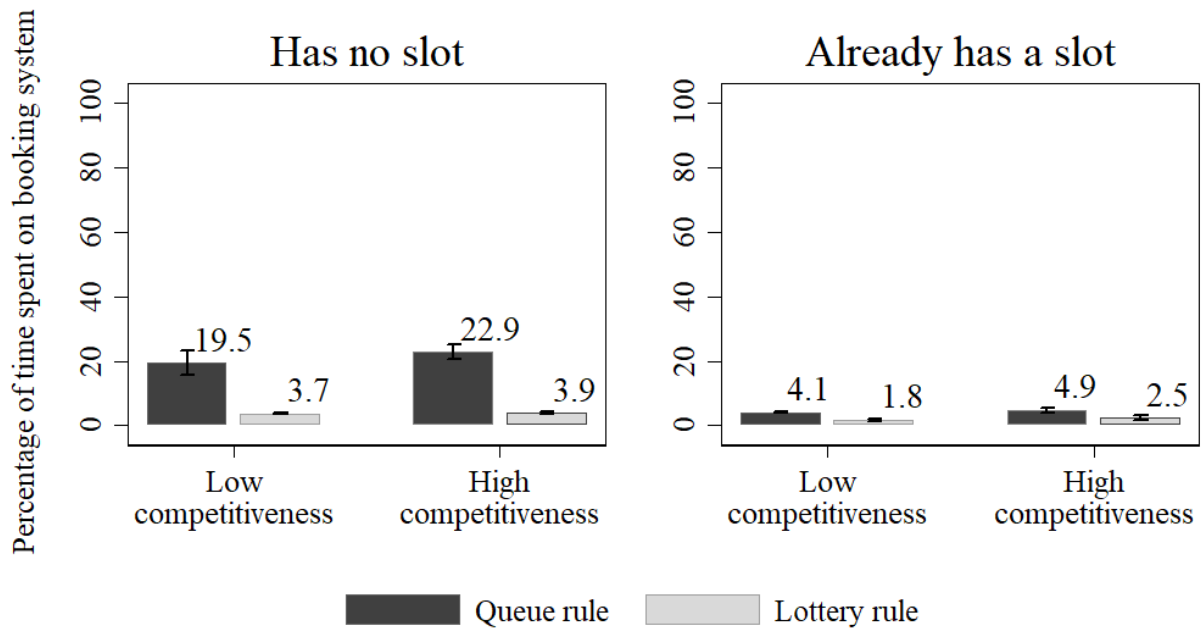 Percentage of time spent on booking system
Has no slot
100
80
60
40
20
0
19.5
3.7
22.9
3.9
Low
competitiveness
High
competitiveness
Already has a slot
100
80
60
40
20
0
4.1
1.8
4.9
2.5
Low
competitiveness
High
competitiveness
Queue rule
Lottery rule